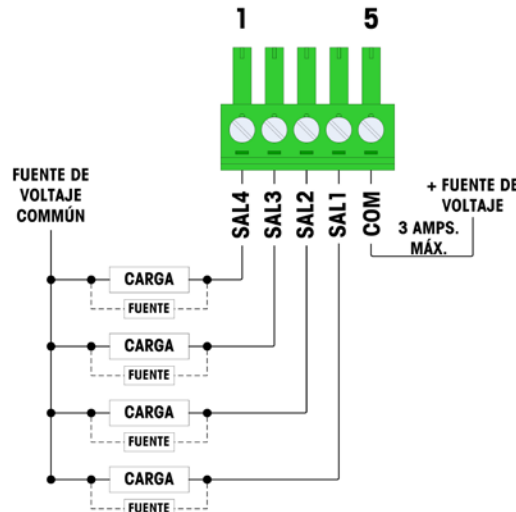 1 5
FUENTE DE
VOLTAJE
COMMÚN
SAL4
SAL3
SAL2
SAL1
COM
+ FUENTE DE
VOLTAJE
3 AMPS.
MÁX.
CARGA
FUENTE
CARGA
FUENTE
CARGA
FUENTE
CARGA
FUENTE